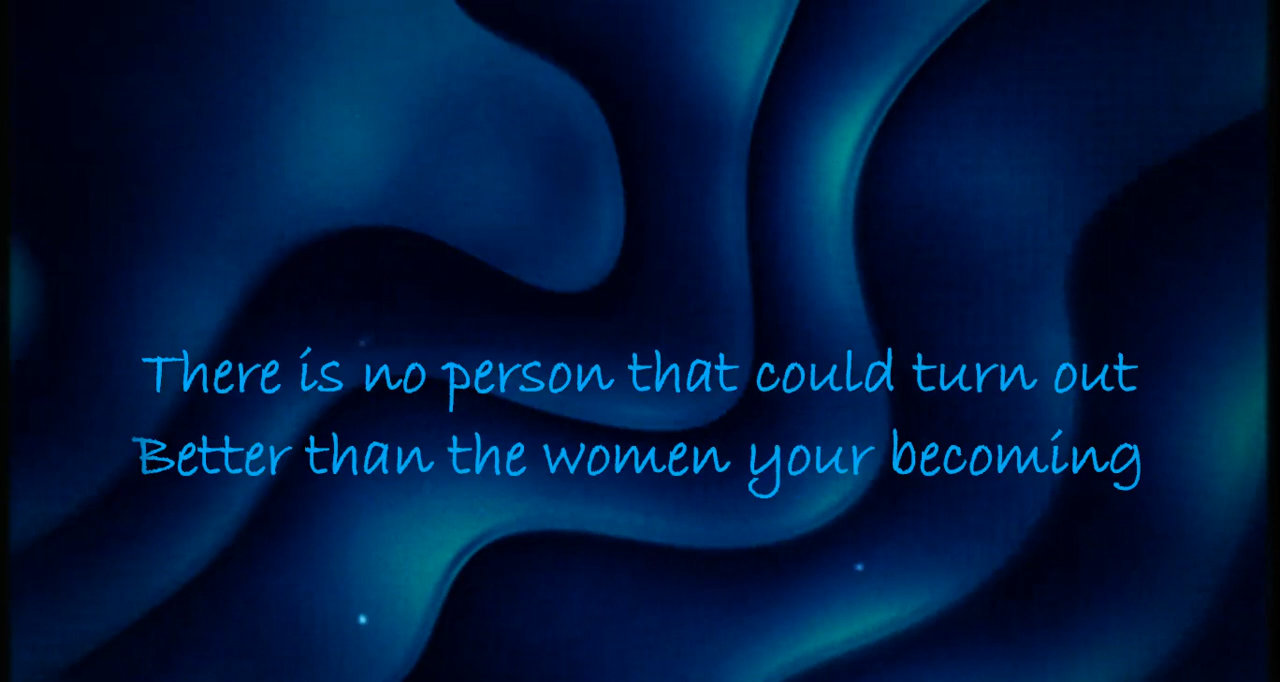 There is no person that could turn out
Better than the women your becoming